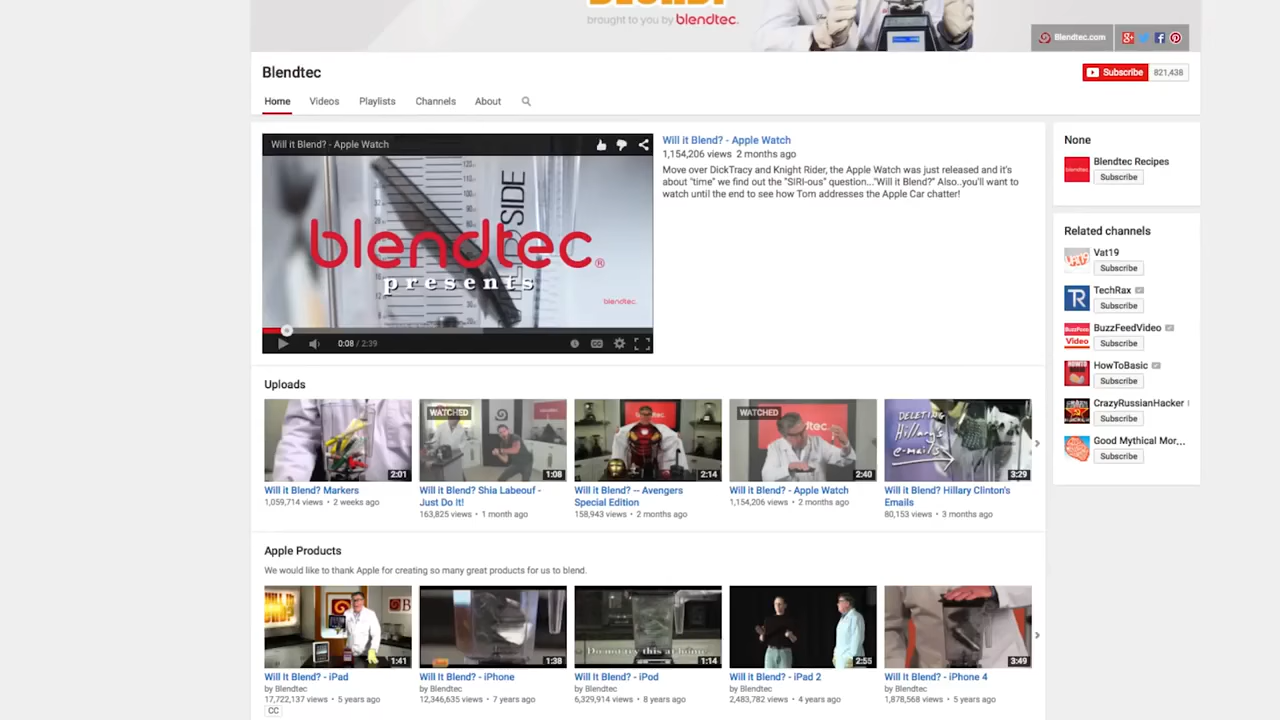 BLEND?
brought to you by blendtec.
Blendtec.com
Blendtec
Subscribe 821,438
Home Videos Playlists Channels About
Will it Blend? - Apple Watch
blendtec®
presents
SIDE
blendtec.
0:08 / 2:39
CC
Will it Blend? - Apple Watch
1,154,206 views 2 months ago
Move over DickTracy and Knight Rider, the Apple Watch was just released and it's
about "time" we find out the "SIRI-ous" question..."Will it Blend?" Also..you'll want to
watch until the end to see how Tom addresses the Apple Car chatter!
None
Blendtec Recipes
Subscribe
Related channels
Vat19
Subscribe
TechRax
Subscribe
BuzzFeedVideo
Subscribe
HowToBasic
Subscribe
CrazyRussianHacker
Subscribe
Good Mythical Mor...
Subscribe
Uploads
2:01
Will it Blend? Markers
1,059,714 views • 2 weeks ago
WATCHED
1:08
Will it Blend? Shia Labeouf -
Just Do It!
163,825 views • 1 month ago
2:14
Will it Blend? -- Avengers
Special Edition
158,943 views • 2 months ago
WATCHED
2:40
Will it Blend? - Apple Watch
1,154,206 views • 2 months ago
DELETING
Hillary's
e-mails
3:29
Will it Blend? Hillary Clinton's
Emails
80,153 views • 3 months ago
Apple Products
We would like to thank Apple for creating so many great products for us to blend.
1:41
Will It Blend? - iPad
by Blendtec
17,722,137 views • 5 years ago
CC
1:38
Will It Blend? - iPhone
by Blendtec
12,346,635 views • 7 years ago
Do not try this at home
1:14
Will It Blend? - iPod
by Blendtec
6,329,914 views • 8 years ago
2:55
Will it Blend? - iPad 2
by Blendtec
2,483,782 views • 4 years ago
3:49
Will It Blend? - iPhone 4
by Blendtec
1,878,568 views • 5 years ago